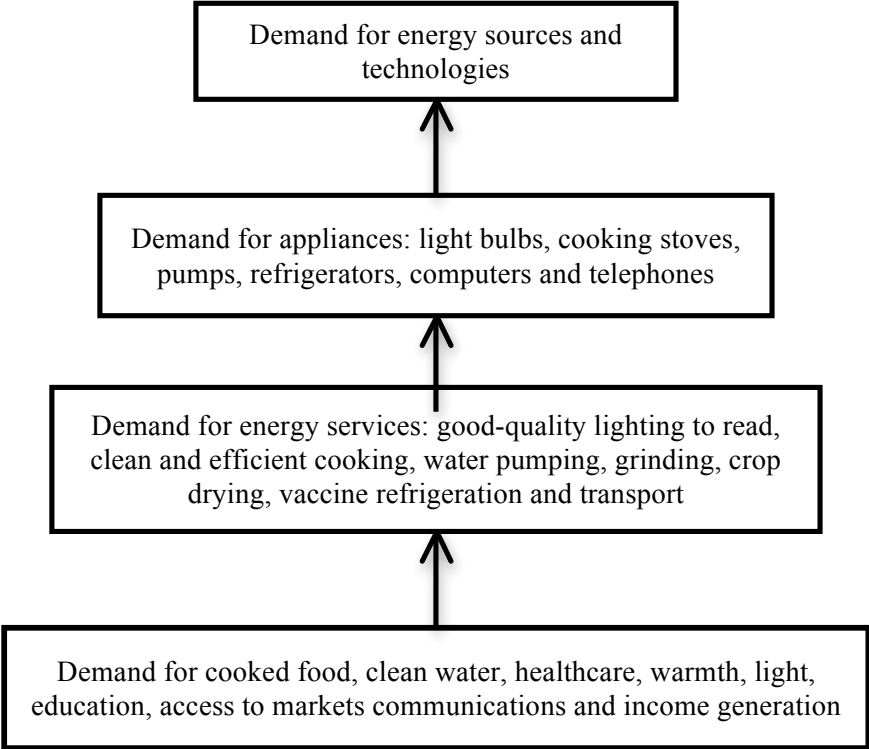 Demand for energy sources and
technologies
Demand for appliances: light bulbs, cooking stoves,
pumps, refrigerators, computers and telephones
Demand for energy services: good-quality lighting to read,
clean and efficient cooking, water pumping, grinding, crop
drying, vaccine refrigeration and transport
Demand for cooked food, clean water, healthcare, warmth, light,
education, access to markets communications and income generation